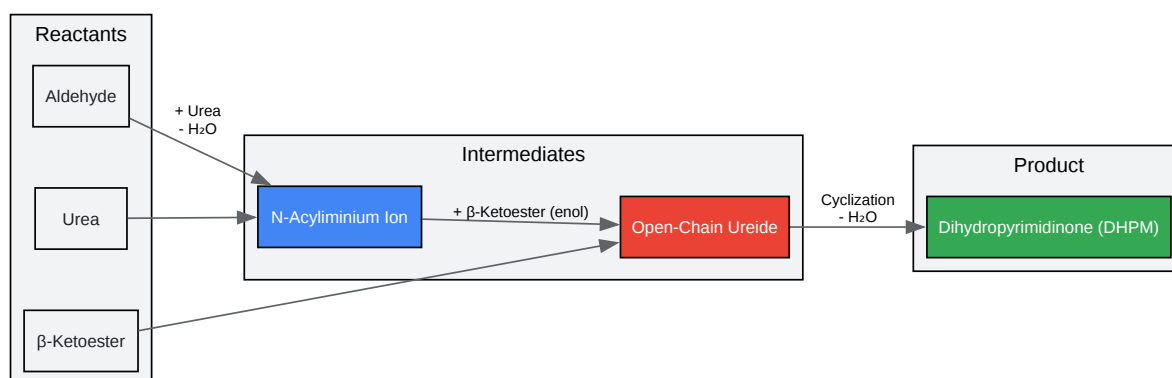 Reactants
Aldehyde
+ Urea
- H₂O
Intermediates
Product
Urea
N-Acyliminium Ion
+ β-Ketoester (enol)
Open-Chain Ureide
Cyclization
- H₂O
Dihydropyrimidinone (DHPM)
β-Ketoester